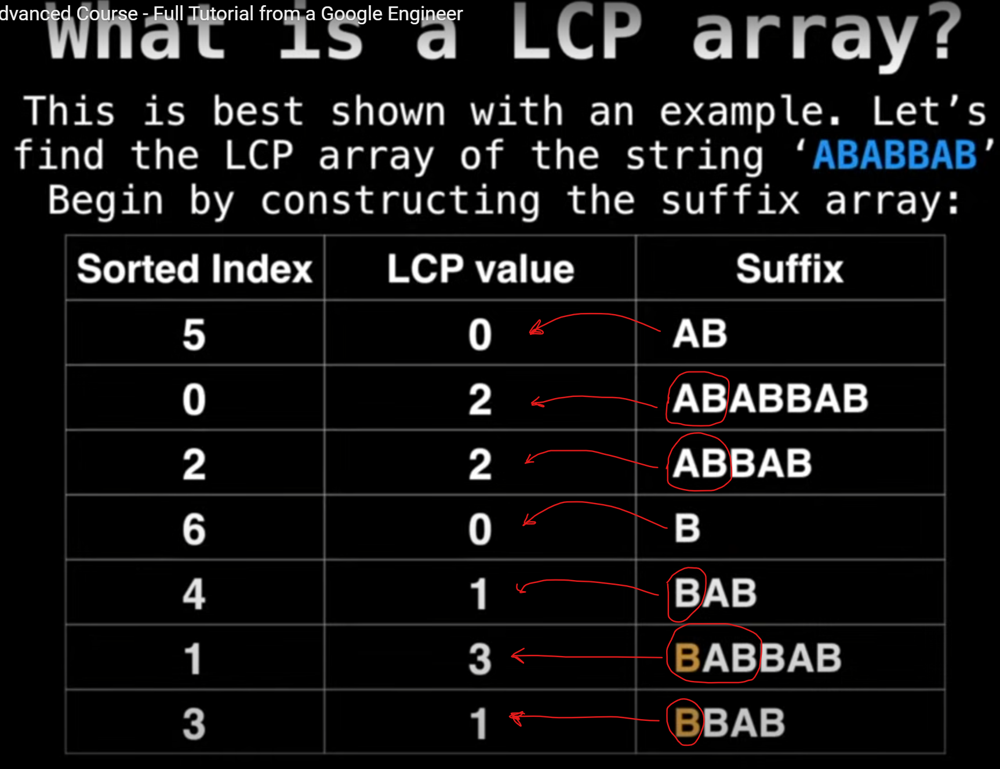 dvanced Course - Full Tutorial from a Google Engineer
What is a LCP array?
This is best shown with an example. Let’s
find the LCP array of the string ‘ABABBAB’
Begin by constructing the suffix array:
Sorted Index LCP value Suffix
5 0 AB
0 2 ABABBAB
2 2 ABBAB
6 0 B
4 1 BAB
1 3 BABBAB
3 1 BBAB